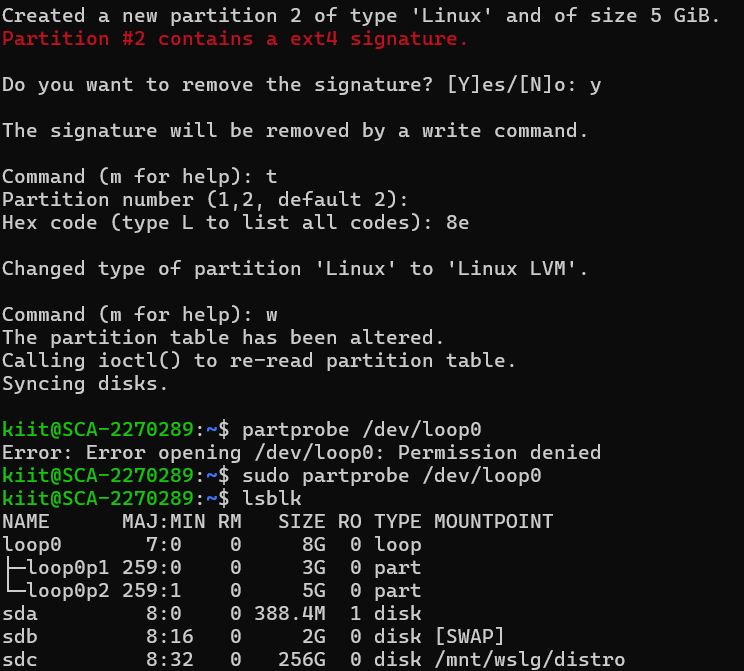 Created a new partition 2 of type 'Linux' and of size 5 GiB.
Partition #2 contains a ext4 signature.
Do you want to remove the signature? [Y]es/[N]o: y
The signature will be removed by a write command.
Command (m for help): t
Partition number (1,2, default 2):
Hex code (type L to list all codes): 8e
Changed type of partition 'Linux' to 'Linux LVM'.
Command (m for help): w
The partition table has been altered.
Calling ioctl() to re-read partition table.
Syncing disks.
kiit@SCA-2270289:~$ partprobe /dev/loop0
Error: Error opening /dev/loop0: Permission denied
kiit@SCA-2270289:~$ sudo partprobe /dev/loop0
kiit@SCA-2270289:~$ lsblk
NAME      MAJ:MIN RM   SIZE RO TYPE MOUNTPOINT
loop0       7:0    0     8G  0 loop
├─loop0p1 259:0    0     3G  0 part
└─loop0p2 259:1    0     5G  0 part
sda         8:0    0 388.4M  1 disk
sdb         8:16   0     2G  0 disk [SWAP]
sdc         8:32   0   256G  0 disk /mnt/wslg/distro